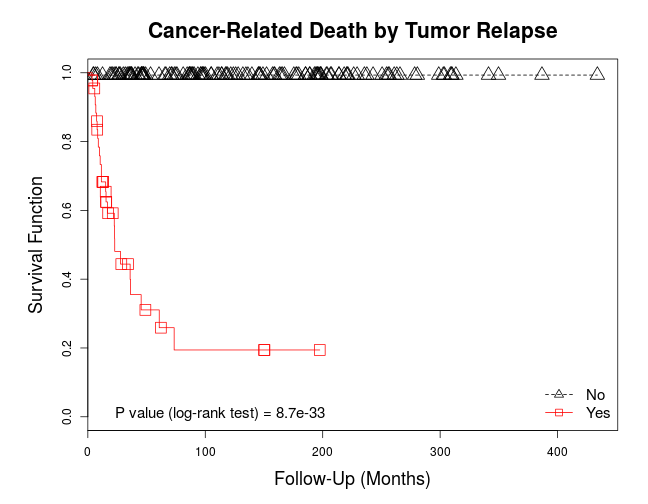 Cancer-Related Death by Tumor Relapse
Survival Function
1.0
0.8
0.6
0.4
0.2
0.0
P value (log-rank test) = 8.7e-33
No
Yes
0 100 200 300 400
Follow-Up (Months)